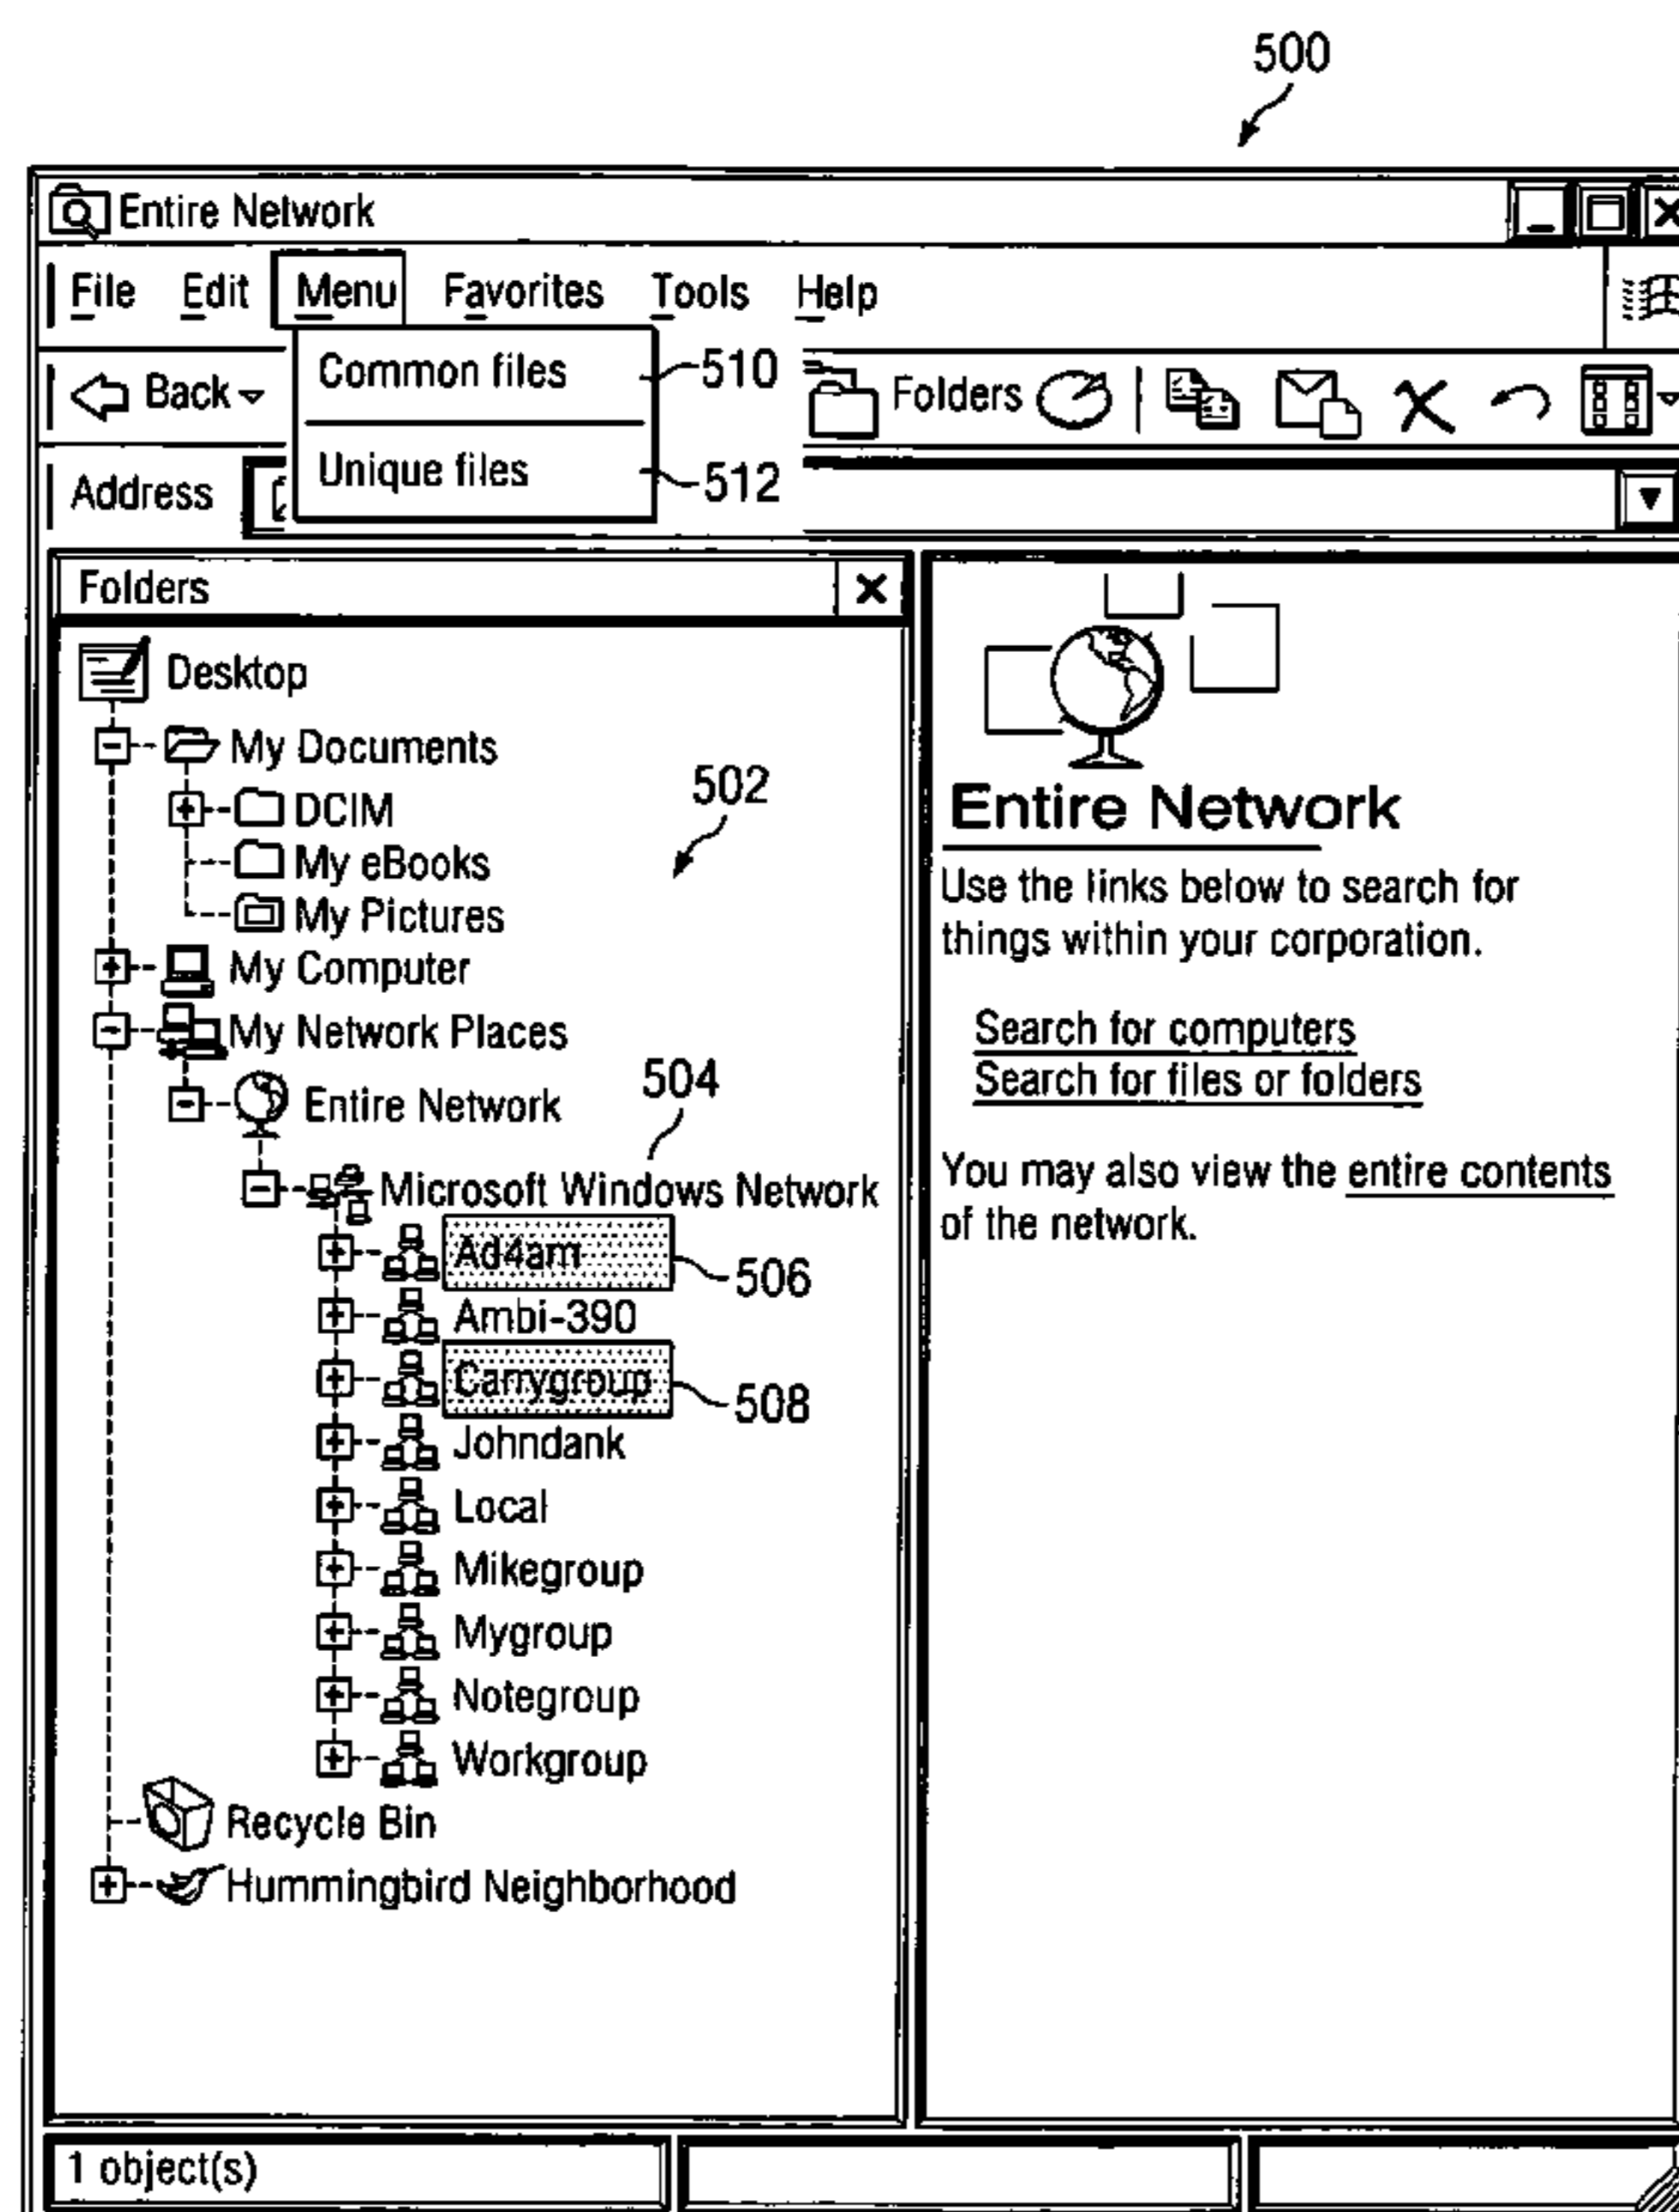 500
Entire Network
File Edit Menu Favorites Tools Help
Common files 510
Back Folders
Unique files 512
Address
Folders
Desktop
My Documents
502
DCIM
My eBooks
My Pictures
My Computer
My Network Places
504
Entire Network
Microsoft Windows Network
Ad4am 506
Ambi-390
Carrygroup 508
Johndank
Local
Mikegroup
Mygroup
Notegroup
Workgroup
Recycle Bin
Hummingbird Neighborhood
Entire Network
Use the links below to search for
things within your corporation.
Search for computers
Search for files or folders
You may also view the entire contents
of the network.
1 object(s)